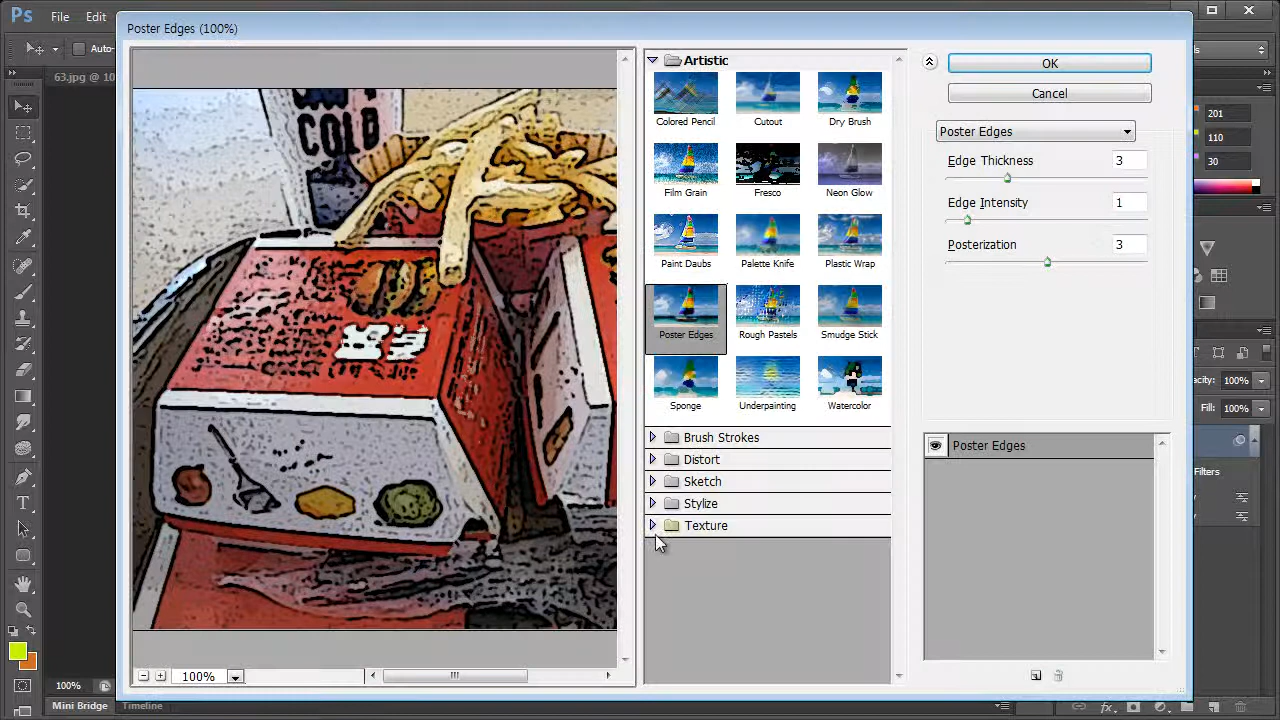 Ps File Edit
Poster Edges (100%)
Auto-
63.jpg @ 10
COLD
Artistic
Colored Pencil Cutout Dry Brush
Film Grain Fresco Neon Glow
Paint Daubs Palette Knife Plastic Wrap
Poster Edges Rough Pastels Smudge Stick
Sponge Underpainting Watercolor
Brush Strokes
Distort
Sketch
Stylize
Texture
OK
Cancel
Poster Edges
Edge Thickness 3
Edge Intensity 1
Posterization 3
Poster Edges
201
110
30
100%
Fill: 100%
Filters
100%
100%
Mini Bridge Timeline
fx